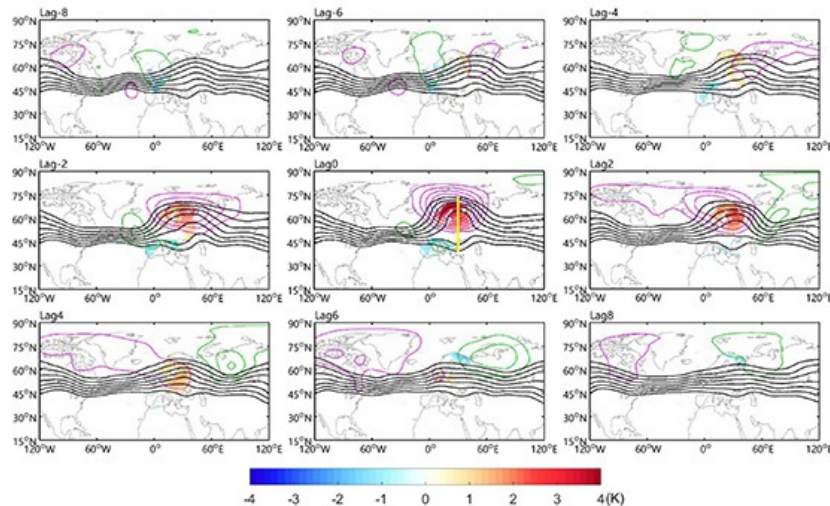 Lag-8 Lag-6 Lag-4
90°N 90°N 90°N
75°N 75°N 75°N
60°N 60°N 60°N
45°N 45°N 45°N
30°N 30°N 30°N
15°N 15°N 15°N
120°W 60°W 0° 60°E 120°E 120°W 60°W 0° 60°E 120°E 120°W 60°W 0° 60°E 120°E
Lag-2 Lag0 Lag2
90°N 90°N 90°N
75°N 75°N 75°N
60°N 60°N 60°N
45°N 45°N 45°N
30°N 30°N 30°N
15°N 15°N 15°N
120°W 60°W 0° 60°E 120°E 120°W 60°W 0° 60°E 120°E 120°W 60°W 0° 60°E 120°E
Lag4 Lag6 Lag8
90°N 90°N 90°N
75°N 75°N 75°N
60°N 60°N 60°N
45°N 45°N 45°N
30°N 30°N 30°N
15°N 15°N 15°N
120°W 60°W 0° 60°E 120°E 120°W 60°W 0° 60°E 120°E 120°W 60°W 0° 60°E 120°E
-4 -3 -2 -1 0 1 2 3 4(K)